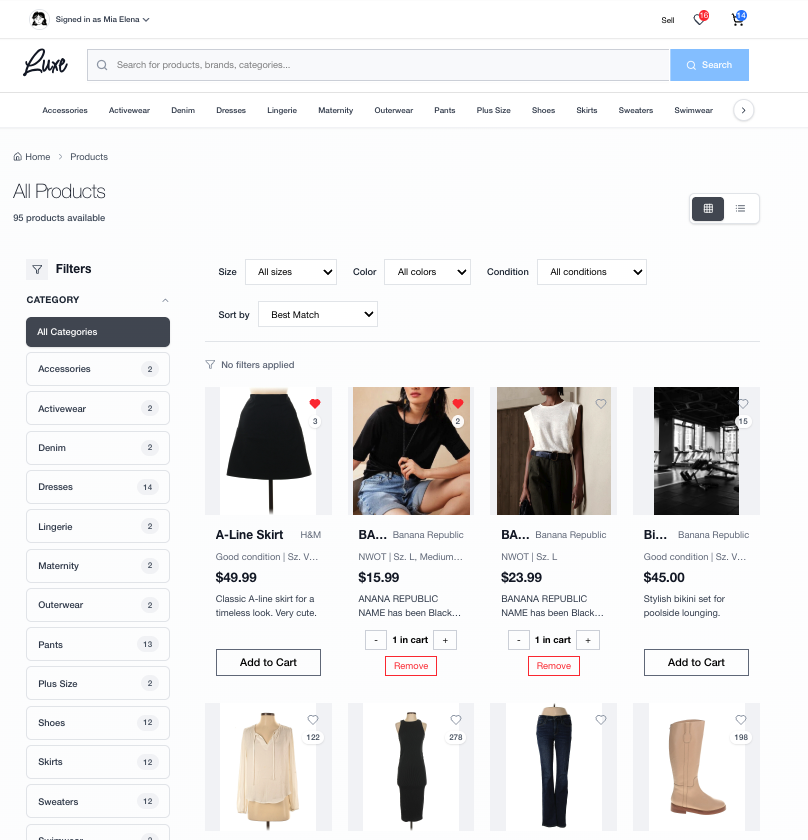 Signed in as Mia Elena
Sell
16
14
Luxe
Search for products, brands, categories...
Search
Accessories Activewear Denim Dresses Lingerie Maternity Outerwear Pants Plus Size Shoes Skirts Sweaters Swimwear
Home Products
All Products
95 products available
Filters
CATEGORY
All Categories
Accessories 2
Activewear 2
Denim 2
Dresses 14
Lingerie 2
Maternity 2
Outerwear 2
Pants 13
Plus Size 2
Shoes 12
Skirts 12
Sweaters 12
Size All sizes Color All colors Condition All conditions
Sort by Best Match
No filters applied
3
A-Line Skirt H&M
Good condition | Sz. V...
$49.99
Classic A-line skirt for a
timeless look. Very cute.
Add to Cart
2
BA... Banana Republic
NWOT | Sz. L, Medium...
$15.99
ANANA REPUBLIC
NAME has been Black...
- 1 in cart +
Remove
BA... Banana Republic
NWOT | Sz. L
$23.99
BANANA REPUBLIC
NAME has been Black...
- 1 in cart +
Remove
15
Bi... Banana Republic
Good condition | Sz. V...
$45.00
Stylish bikini set for
poolside lounging.
Add to Cart
122
278
198